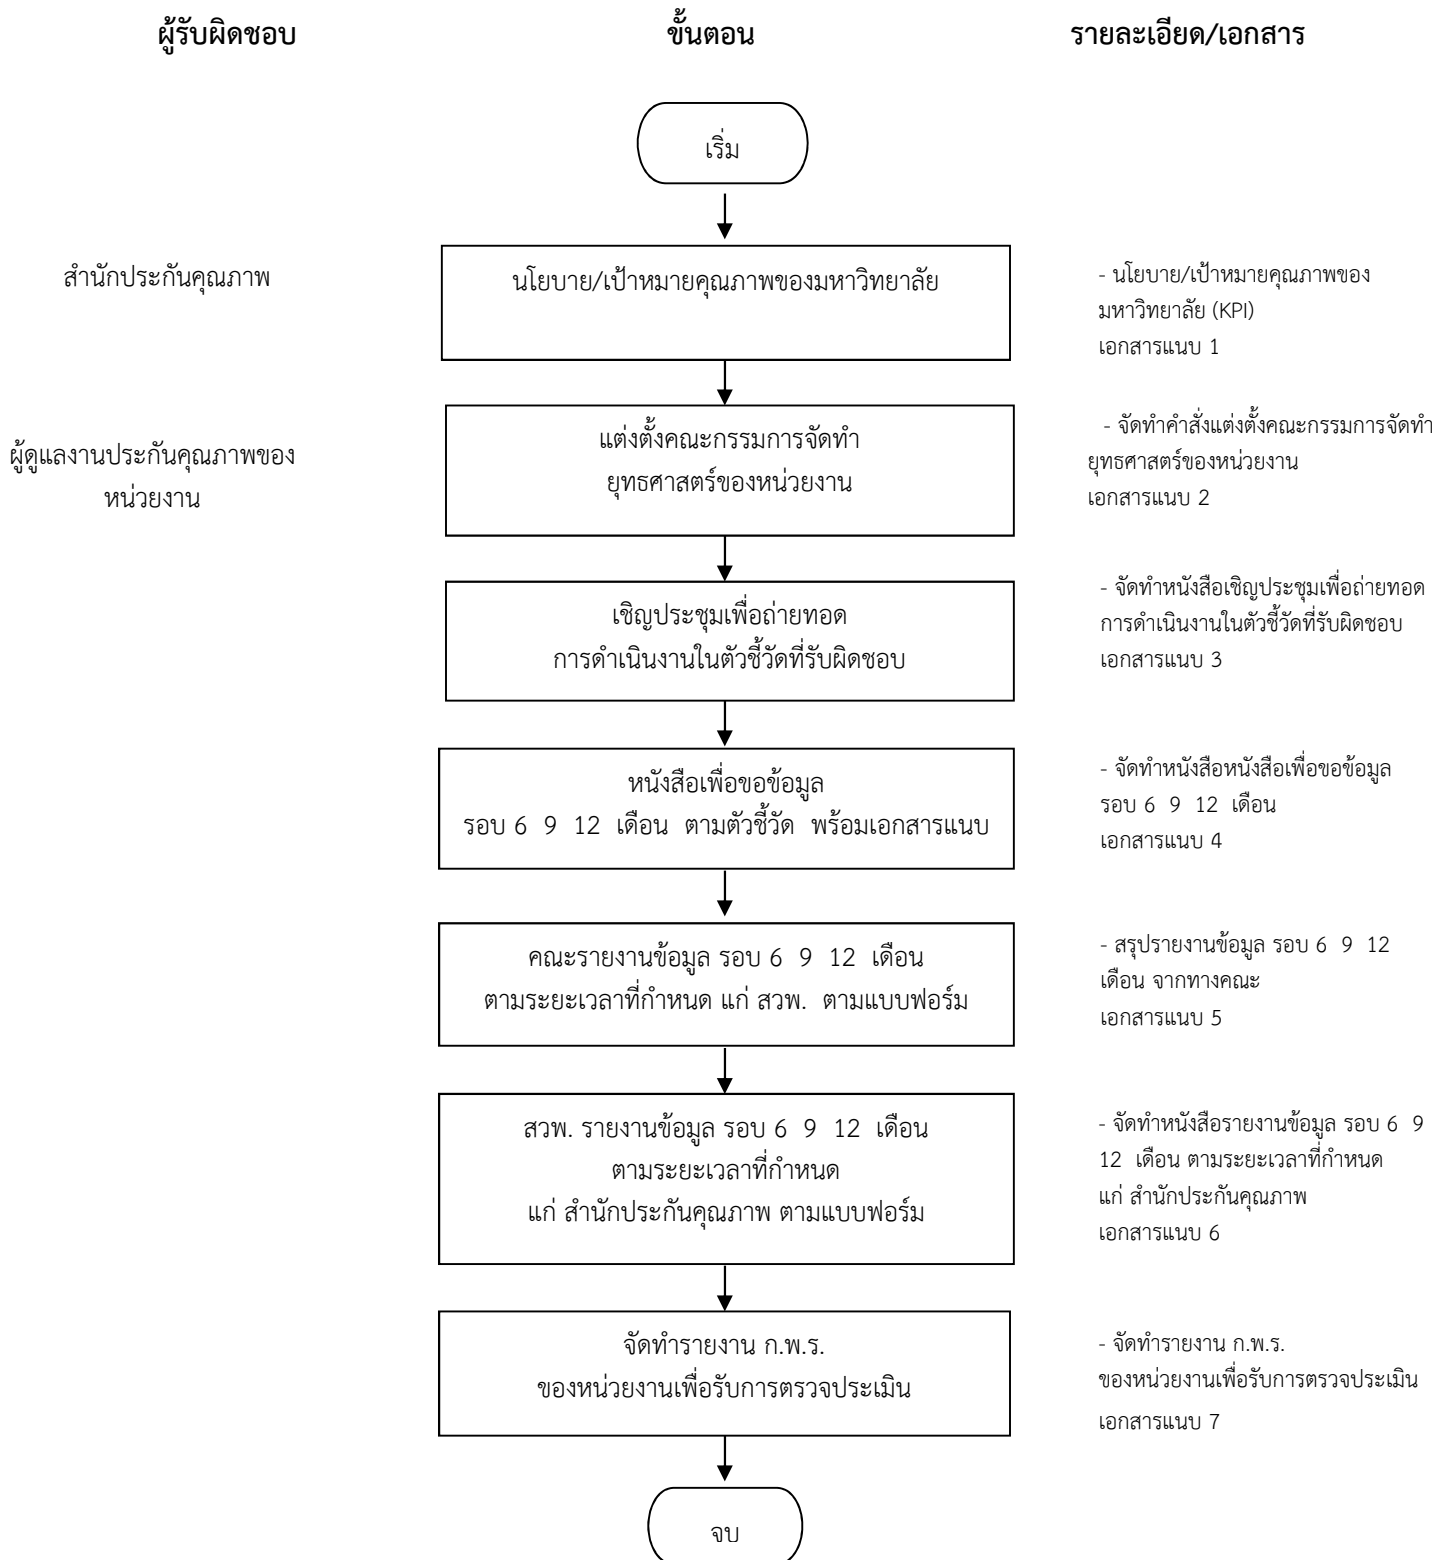 ผู้รับผิดชอบ
ขั้นตอน
รายละเอียด/เอกสาร
เริ่ม
สำนักประกันคุณภาพ
นโยบาย/เป้าหมายคุณภาพของมหาวิทยาลัย
- นโยบาย/เป้าหมายคุณภาพของ
มหาวิทยาลัย (KPI)
เอกสารแนบ 1
ผู้ดูแลงานประกันคุณภาพของ
หน่วยงาน
แต่งตั้งคณะกรรมการจัดทำ
ยุทธศาสตร์ของหน่วยงาน
- จัดทำคำสั่งแต่งตั้งคณะกรรมการจัดทำ
ยุทธศาสตร์ของหน่วยงาน
เอกสารแนบ 2
เชิญประชุมเพื่อถ่ายทอด
การดำเนินงานในตัวชี้วัดที่รับผิดชอบ
- จัดทำหนังสือเชิญประชุมเพื่อถ่ายทอด
การดำเนินงานในตัวชี้วัดที่รับผิดชอบ
เอกสารแนบ 3
หนังสือเพื่อขอข้อมูล
รอบ 6 9 12 เดือน ตามตัวชี้วัด พร้อมเอกสารแนบ
- จัดทำหนังสือหนังสือเพื่อขอข้อมูล
รอบ 6 9 12 เดือน
เอกสารแนบ 4
คณะรายงานข้อมูล รอบ 6 9 12 เดือน
ตามระยะเวลาที่กำหนด แก่ สวพ. ตามแบบฟอร์ม
- สรุปรายงานข้อมูล รอบ 6 9 12
เดือน จากทางคณะ
เอกสารแนบ 5
สวพ. รายงานข้อมูล รอบ 6 9 12 เดือน
ตามระยะเวลาที่กำหนด
แก่ สำนักประกันคุณภาพ ตามแบบฟอร์ม
- จัดทำหนังสือรายงานข้อมูล รอบ 6 9
12 เดือน ตามระยะเวลาที่กำหนด
แก่ สำนักประกันคุณภาพ
เอกสารแนบ 6
จัดทำรายงาน ก.พ.ร.
ของหน่วยงานเพื่อรับการตรวจประเมิน
- จัดทำรายงาน ก.พ.ร.
ของหน่วยงานเพื่อรับการตรวจประเมิน
เอกสารแนบ 7
จบ